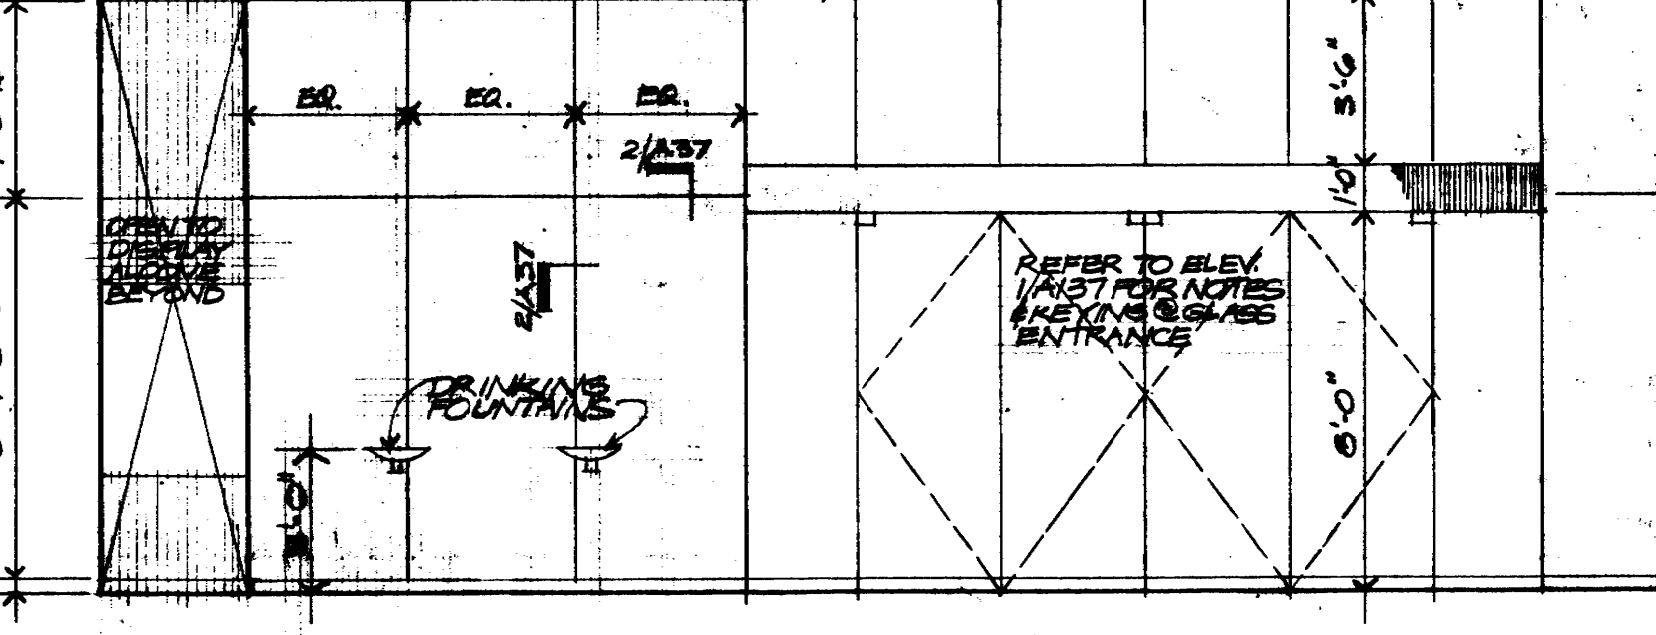 EQ.
EQ.
EQ.
2/A37
3'-6"
1'-0"
OPEN TO
DISPLAY
ALCOVE
BEYOND
2/A37
REFER TO ELEV.
1/A137 FOR NOTES
& KEYING @ GLASS
ENTRANCE
DRINKING
FOUNTAINS
8'-0"